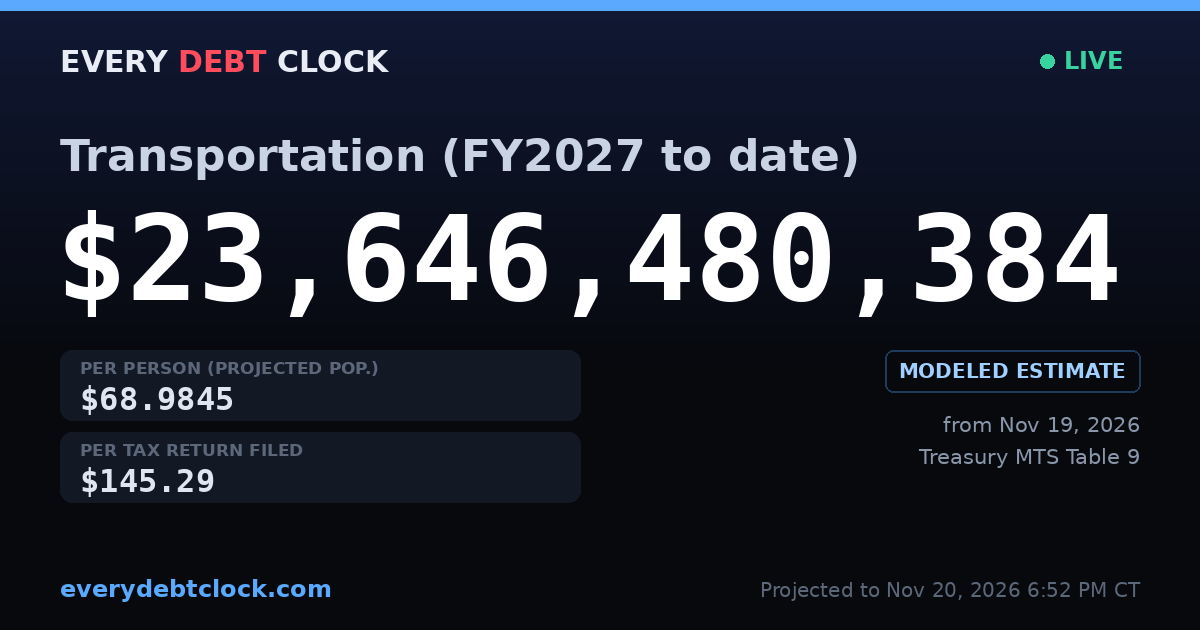 EVERY DEBT CLOCK
LIVE
Transportation (FY2027 to date)
$23,646,480,384
PER PERSON (PROJECTED POP.)
$68.9845
PER TAX RETURN FILED
$145.29
MODELED ESTIMATE
from Nov 19, 2026
Treasury MTS Table 9
everydebtclock.com
Projected to Nov 20, 2026 6:52 PM CT